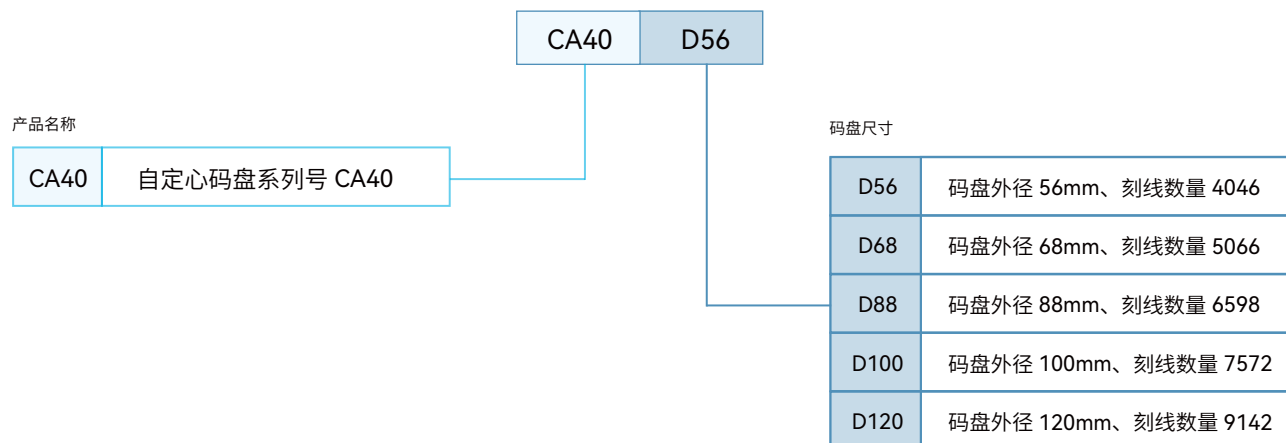 CA40 D56
产品名称
CA40 自定心码盘系列号 CA40
码盘尺寸
D56 码盘外径 56mm、刻线数量 4046
D68 码盘外径 68mm、刻线数量 5066
D88 码盘外径 88mm、刻线数量 6598
D100 码盘外径 100mm、刻线数量 7572
D120 码盘外径 120mm、刻线数量 9142